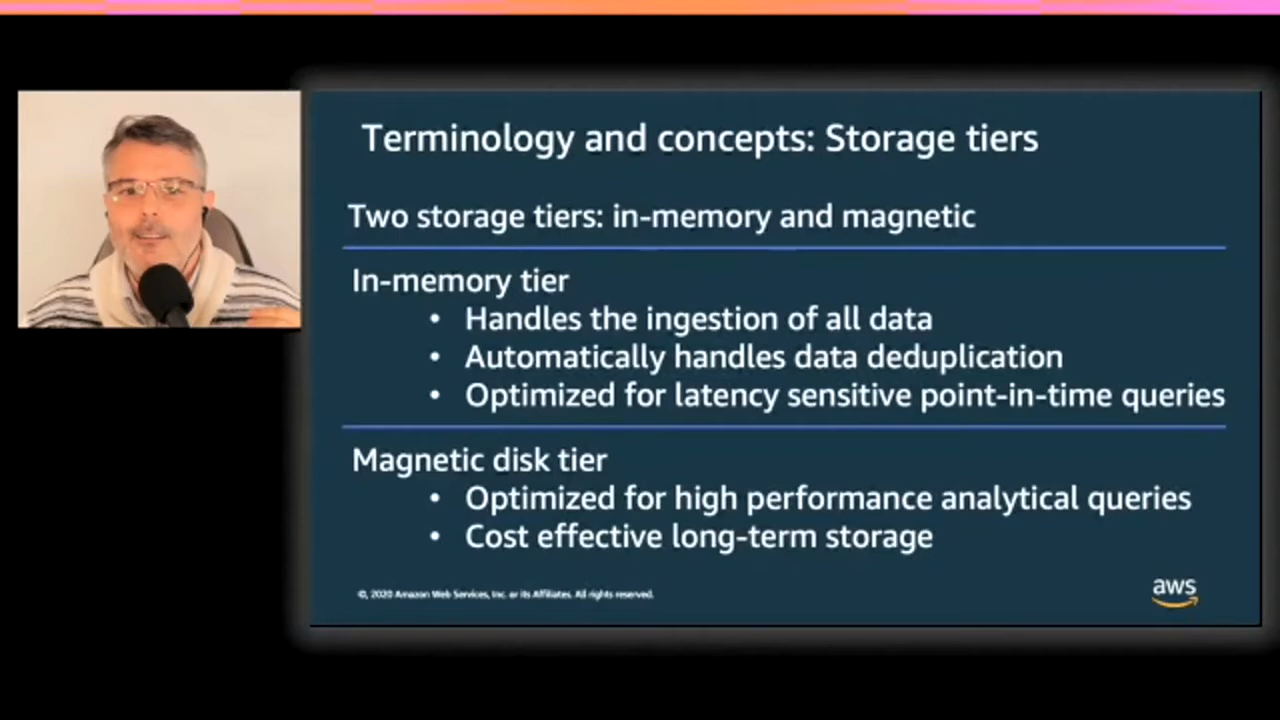 Terminology and concepts: Storage tiers
Two storage tiers: in-memory and magnetic
In-memory tier
• Handles the ingestion of all data
• Automatically handles data deduplication
• Optimized for latency sensitive point-in-time queries
Magnetic disk tier
• Optimized for high performance analytical queries
• Cost effective long-term storage
©, 2020 Amazon Web Services, Inc. or its Affiliates. All rights reserved.
aws